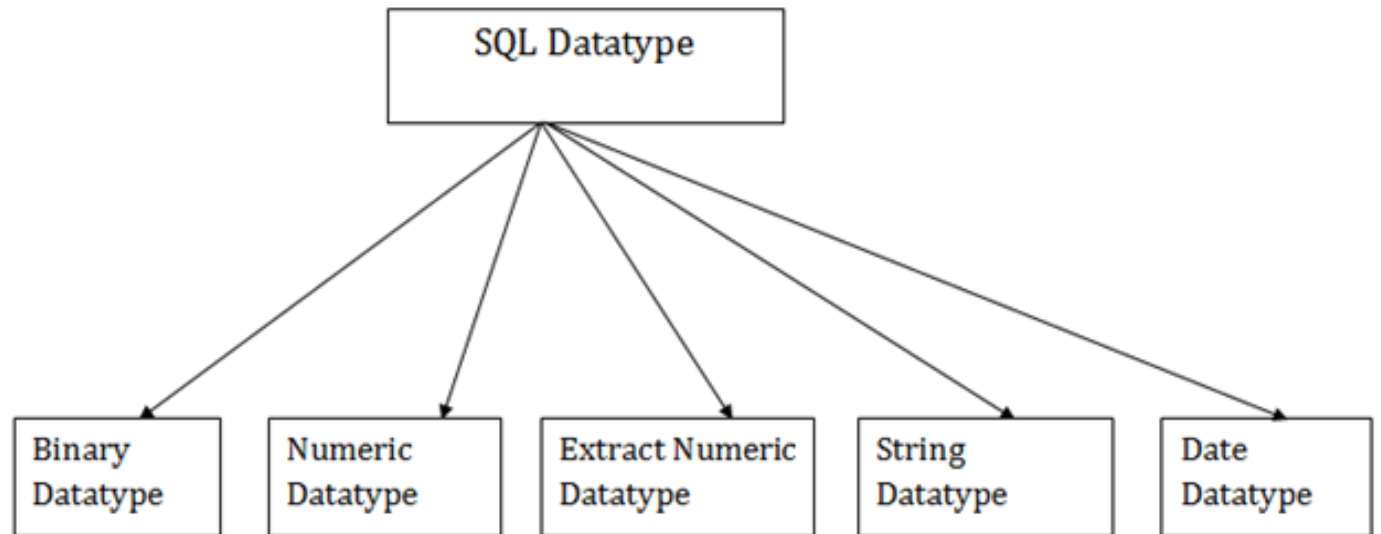 SQL Datatype
Binary
Datatype
Numeric
Datatype
Extract Numeric
Datatype
String
Datatype
Date
Datatype